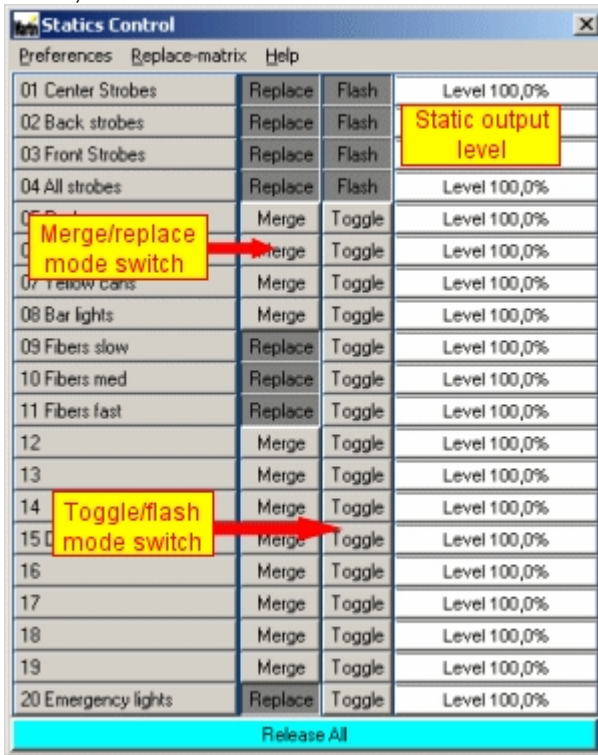 Statics Control
Preferences Replace-matrix Help
01 Center Strobes Replace Flash Level 100,0%
02 Back strobes Replace Flash
03 Front Strobes Replace Flash
Static output
level
04 All strobes Replace Flash Level 100,0%
Merge Toggle Level 100,0%
Merge/replace
mode switch
Merge Toggle Level 100,0%
07 Yellow cans Merge Toggle Level 100,0%
08 Bar lights Merge Toggle Level 100,0%
09 Fibers slow Replace Toggle Level 100,0%
10 Fibers med Replace Toggle Level 100,0%
11 Fibers fast Replace Toggle Level 100,0%
12 Merge Toggle Level 100,0%
13 Merge Toggle Level 100,0%
14 Merge Toggle Level 100,0%
Toggle/flash
mode switch
15 Toggle Level 100,0%
16 Merge Toggle Level 100,0%
17 Merge Toggle Level 100,0%
18 Merge Toggle Level 100,0%
19 Merge Toggle Level 100,0%
20 Emergency lights Replace Toggle Level 100,0%
Release All